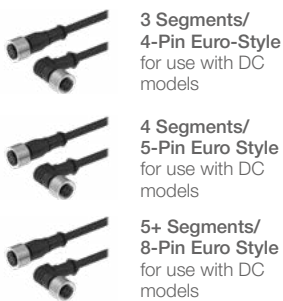 3 Segments/
4-Pin Euro-Style
for use with DC
models
4 Segments/
5-Pin Euro Style
for use with DC
models
5+ Segments/
8-Pin Euro Style
for use with DC
models